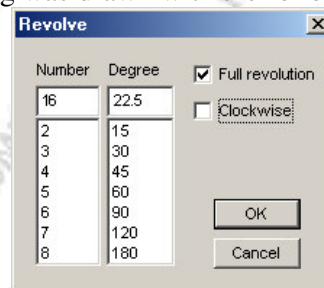 Revolve
Number Degree
Full revolution
16 22.5
Clockwise
2 15
3 30
4 45
5 60
6 90
7 120
8 180
OK
Cancel